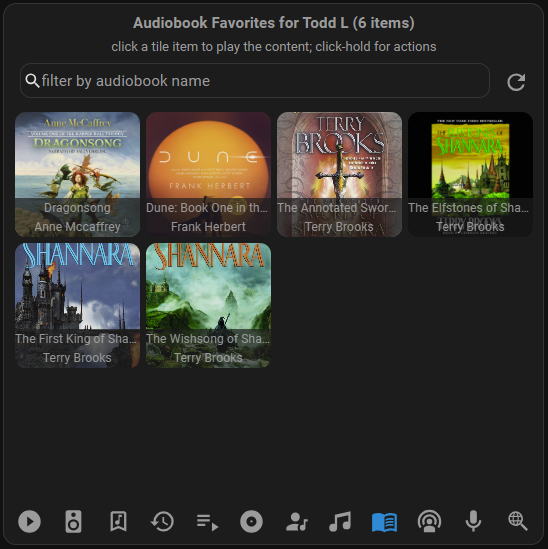 Audiobook Favorites for Todd L (6 items)
click a tile item to play the content; click-hold for actions
filter by audiobook name
Anne McCaffrey
DRAGONSONG
Dragonsong
Anne Mccaffrey
DUNE
FRANK HERBERT
Dune: Book One in th...
Frank Herbert
TERRY
BROOKS
The Annotated Swor...
Terry Brooks
SHANNARA
The Elfstones of Sha...
Terry Brooks
SHANNARA
The First King of Sha...
Terry Brooks
SHANNARA
The Wishsong of Sha...
Terry Brooks